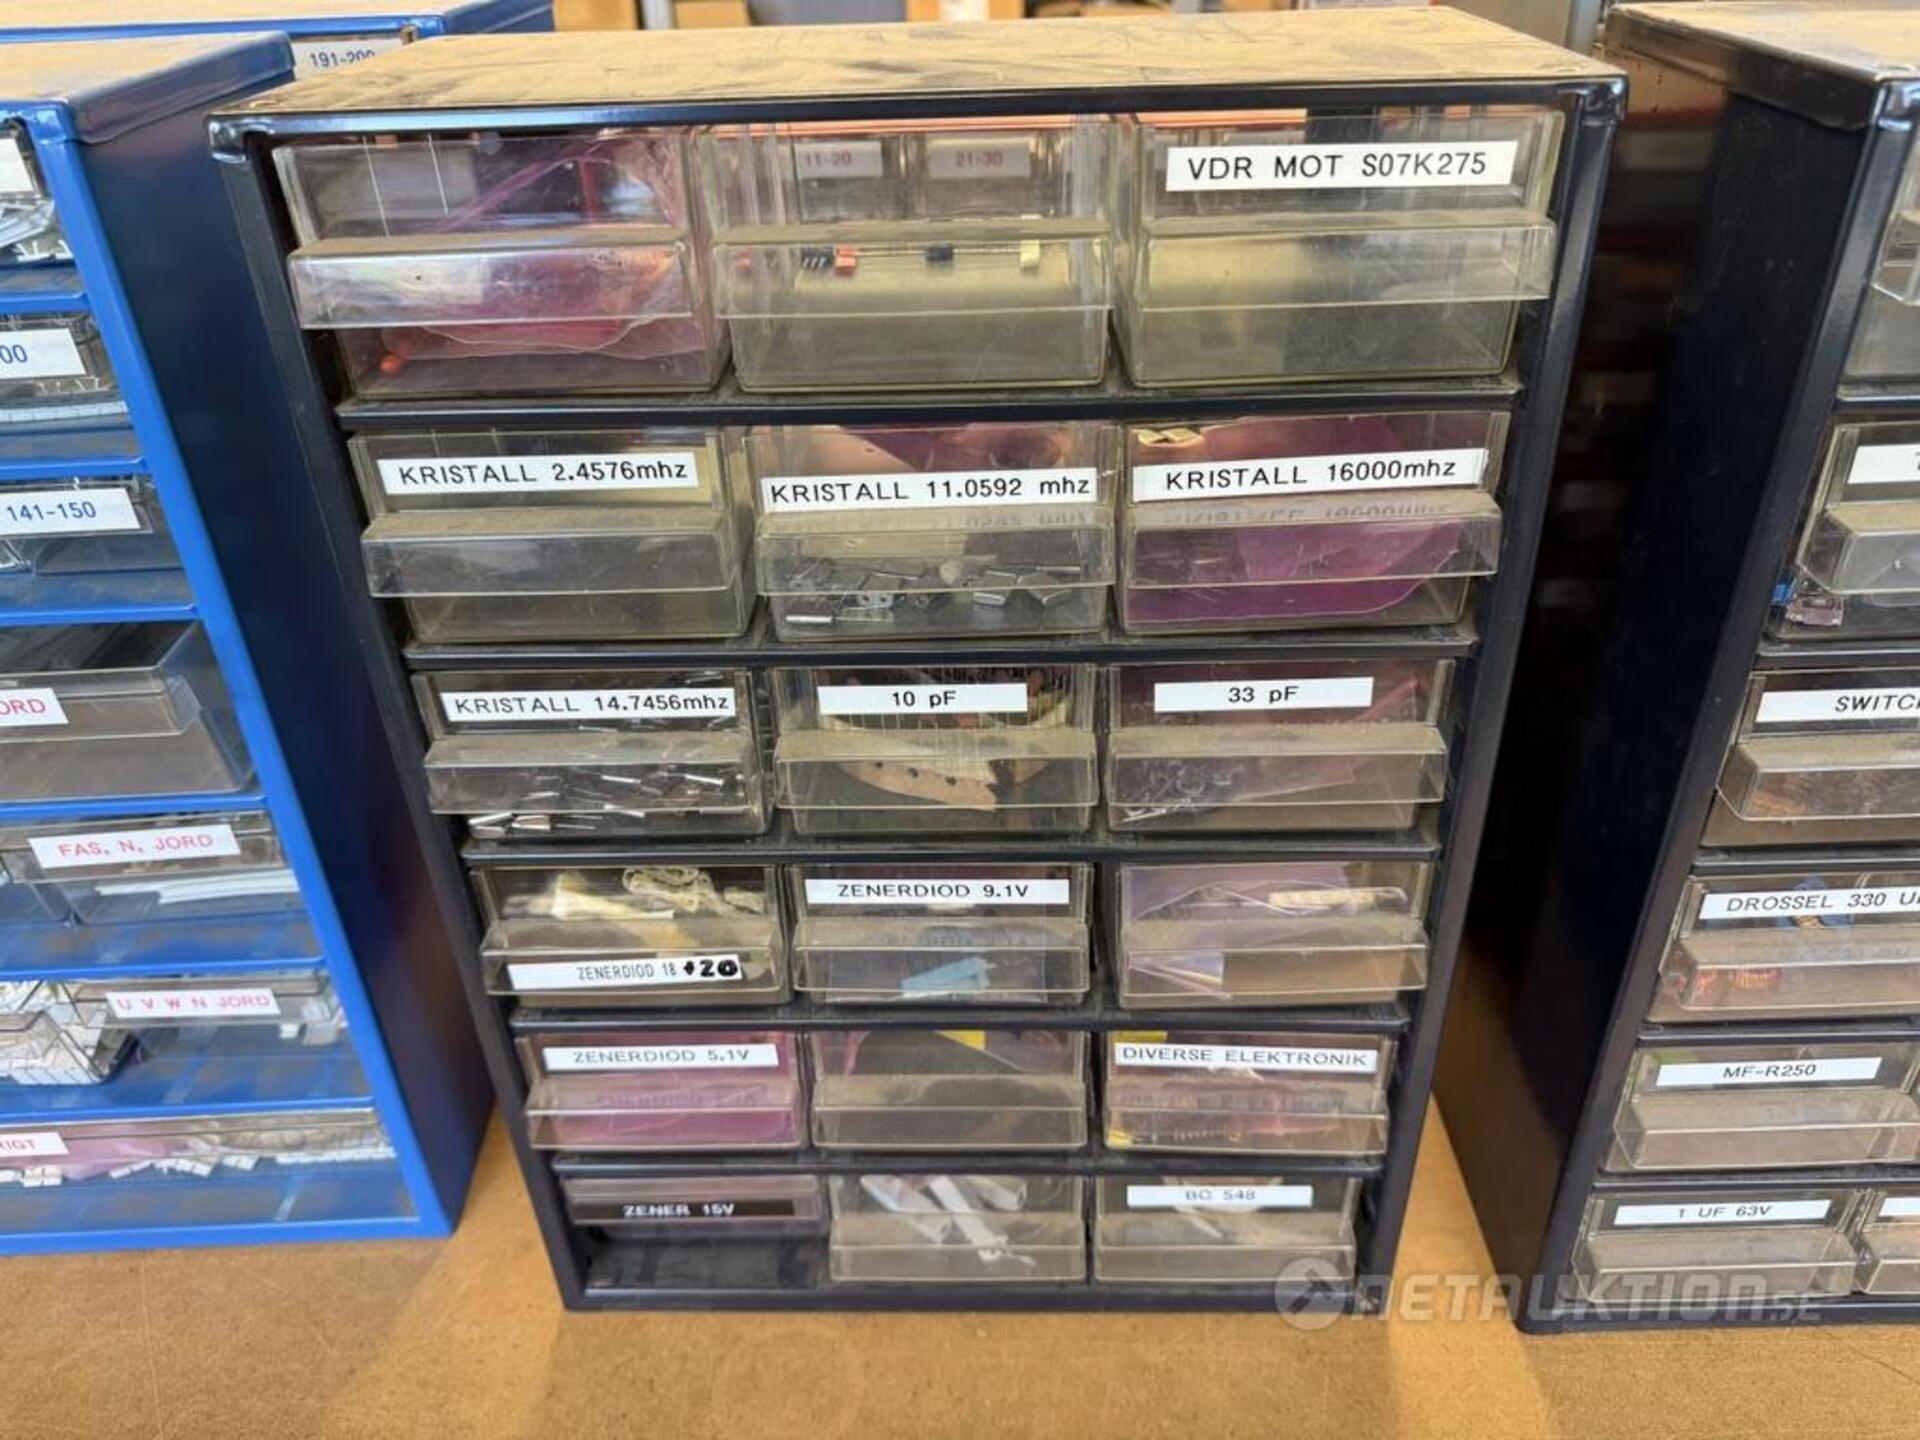 191-200
11-20
21-30
VDR MOT S07K275
00
KRISTALL 2.4576mhz
KRISTALL 11.0592 mhz
KRISTALL 16000mhz
141-150
KRISTALL 14.7456mhz
10 pF
33 pF
ORD
SWITC
FAS, N, JORD
ZENERDIOD 18 +20
ZENERDIOD 9.1V
DROSSEL 330 U
U V W N JORD
ZENERDIOD 5.1V
DIVERSE ELEKTRONIK
MF-R250
RIGT
ZENER 15V
BC 548
1 UF 63V
NETAUKTION.SE